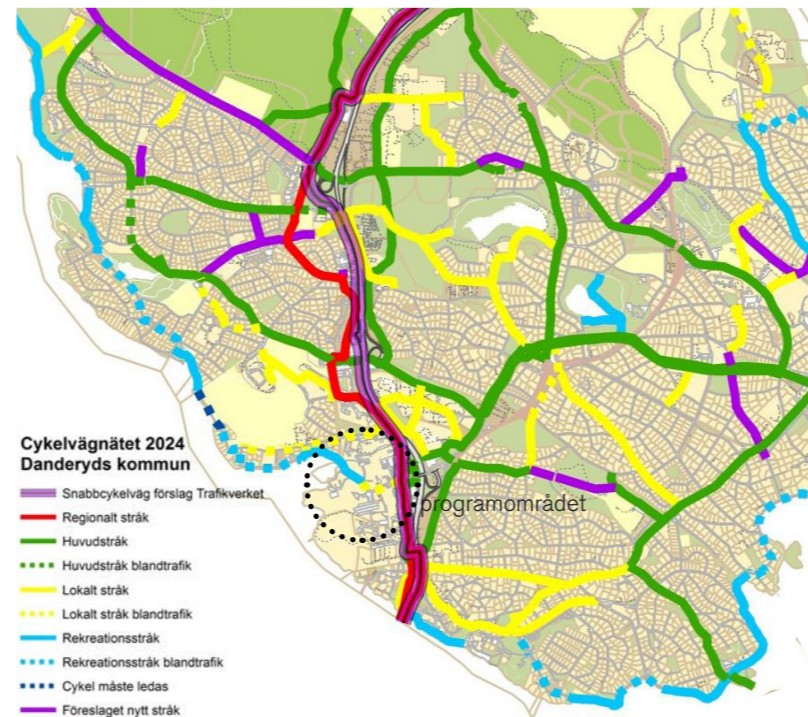 Cykelvägnätet 2024
Danderyds kommun
Snabbcykelväg förslag Trafikverket
Regionalt stråk
Huvudstråk
Huvudstråk blandtrafik
Lokalt stråk
Lokalt stråk blandtrafik
Rekreationsstråk
Rekreationsstråk blandtrafik
Cykel måste ledas
Föreslaget nytt stråk
programområdet